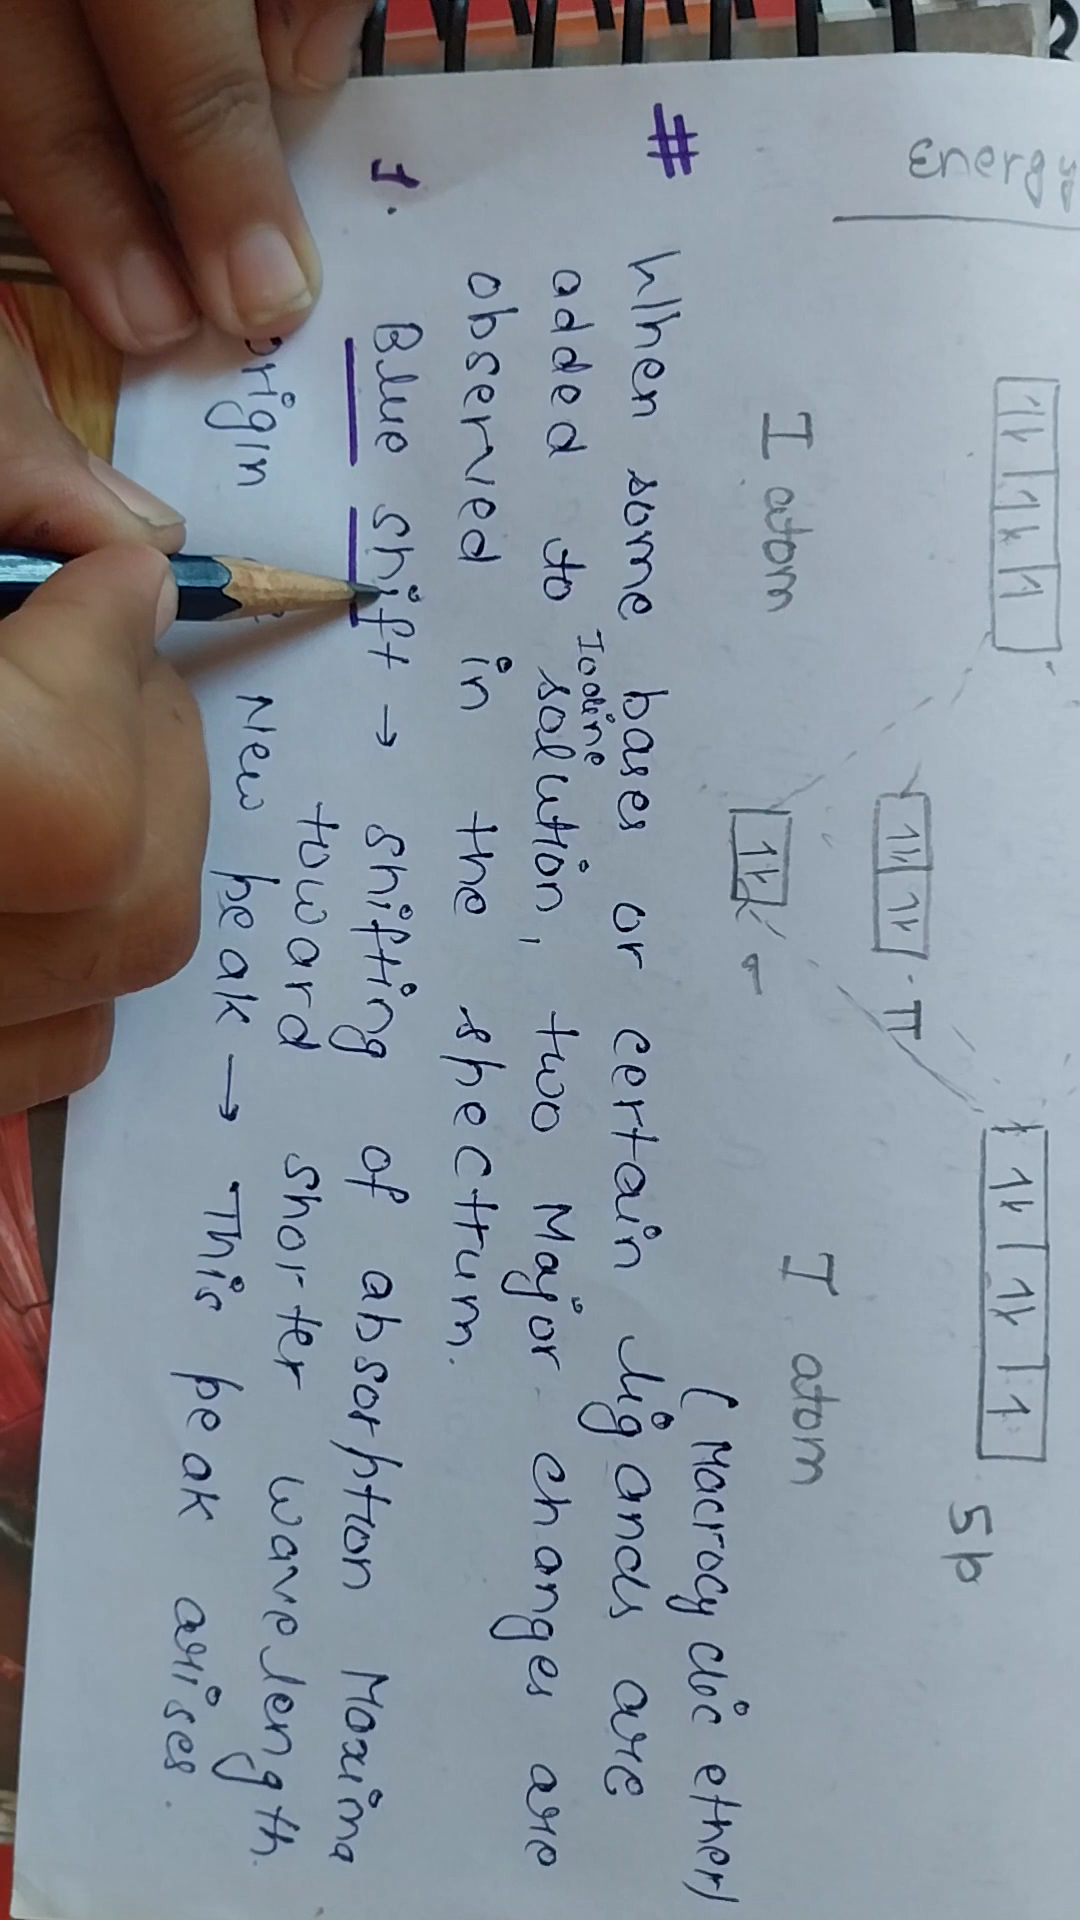 Energy
5p
π
σ
I atom
I atom
(Macrocyclic ether)
# When some bases or certain ligands are
Iodine
added to solution, two Major changes are
observed in the spectrum.
1. Blue shift → shifting of absorption Maxima
toward shorter wavelength.
origin New peak → This peak arises.